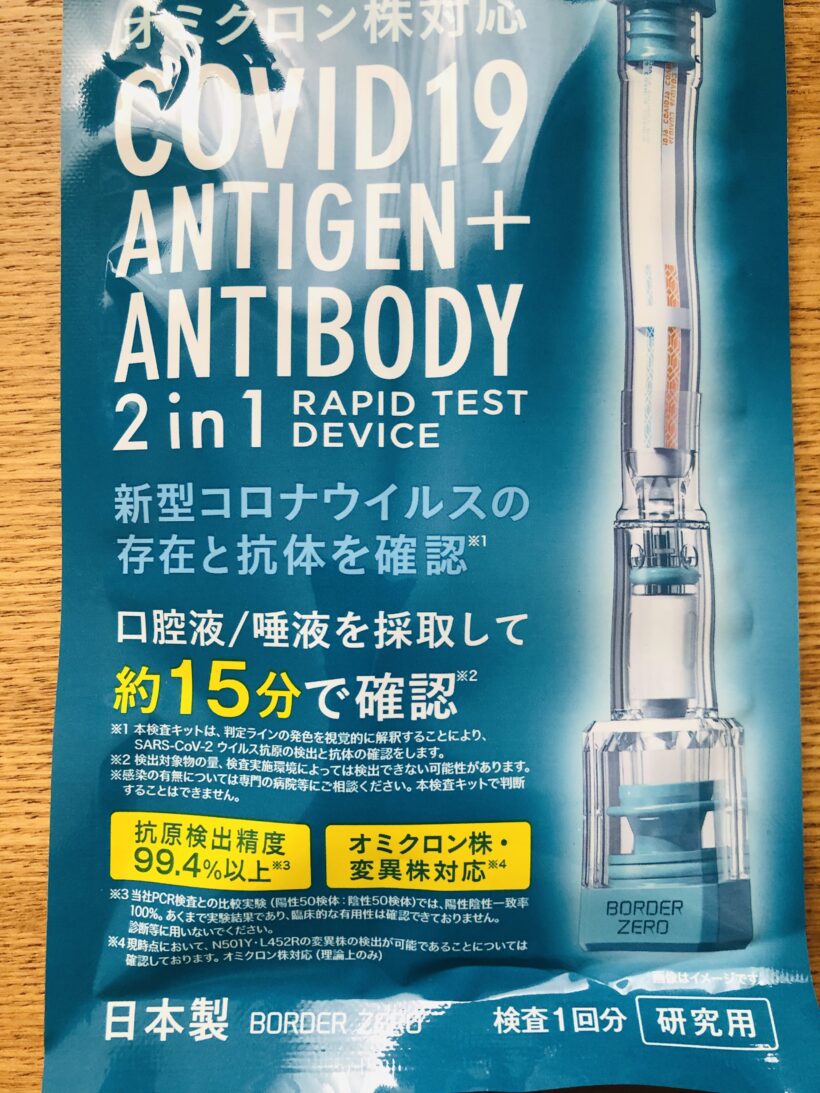 オミクロン株対応
COVID19
ANTIGEN+
ANTIBODY
2in1 RAPID TEST
DEVICE
新型コロナウイルスの
存在と抗体を確認※1
口腔液/唾液を採取して
約15分で確認※2
※1 本検査キットは、判定ラインの発色を視覚的に解釈することにより、
SARS-CoV-2 ウイルス抗原の検出と抗体の確認をします。
※2 検出対象物の量、検査実施環境によっては検出できない可能性があります。
※感染の有無については専門の病院等にご相談ください。本検査キットで判断
することはできません。
抗原検出精度
99.4%以上※3
オミクロン株・
変異株対応※4
※3 当社PCR検査との比較実験(陽性50検体:陰性50検体)では、陽性陰性一致率
100%。あくまで実験結果であり、臨床的な有用性は確認できておりません。
診断等に用いないでください。
※4 現時点において、N501Y・L452Rの変異株の検出が可能であることについては
確認しております。オミクロン株対応(理論上のみ)
BORDER
ZERO
*画像はイメージです。
日本製 BORDER ZERO 検査1回分 研究用